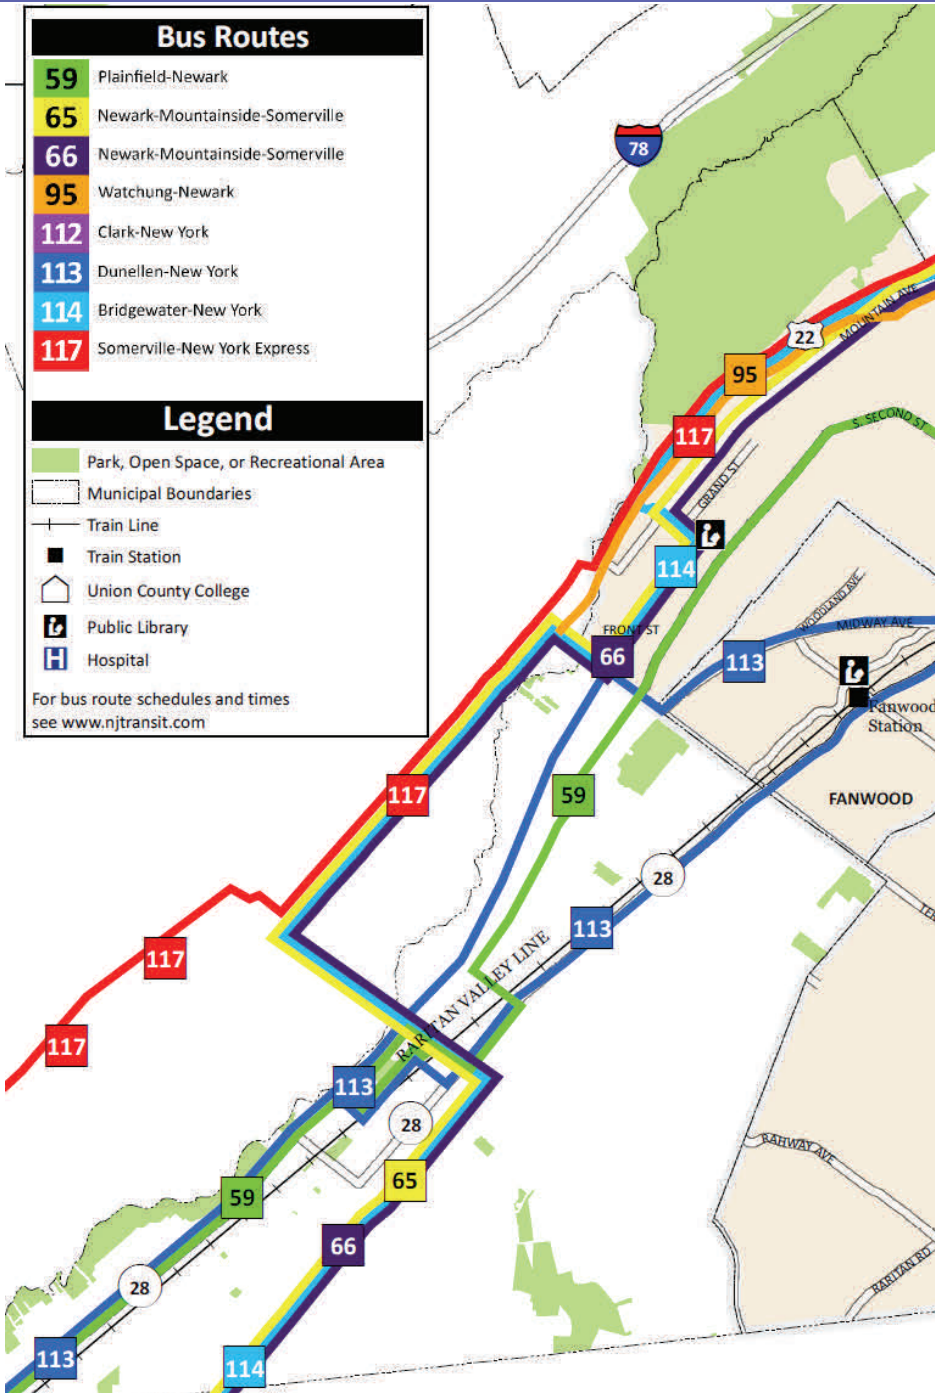 Bus Routes
59 Plainfield-Newark
65 Newark-Mountainside-Somerville
66 Newark-Mountainside-Somerville
95 Watchung-Newark
112 Clark-New York
113 Dunellen-New York
114 Bridgewater-New York
117 Somerville-New York Express
Legend
Park, Open Space, or Recreational Area
Municipal Boundaries
Train Line
Train Station
Union County College
Public Library
H Hospital
For bus route schedules and times
see www.njtransit.com
78
MOUNTAIN AVE
22
95
S. SECOND ST
117
GRAND ST
114
WOODLAND AVE
MIDWAY AVE
FRONT ST
66
113
Fanwood
Station
117
59
FANWOOD
28
113
117
RARITAN VALLEY LINE
117
113
28
RAHWAY AVE
65
59
66
RARITAN RD
28
113
114